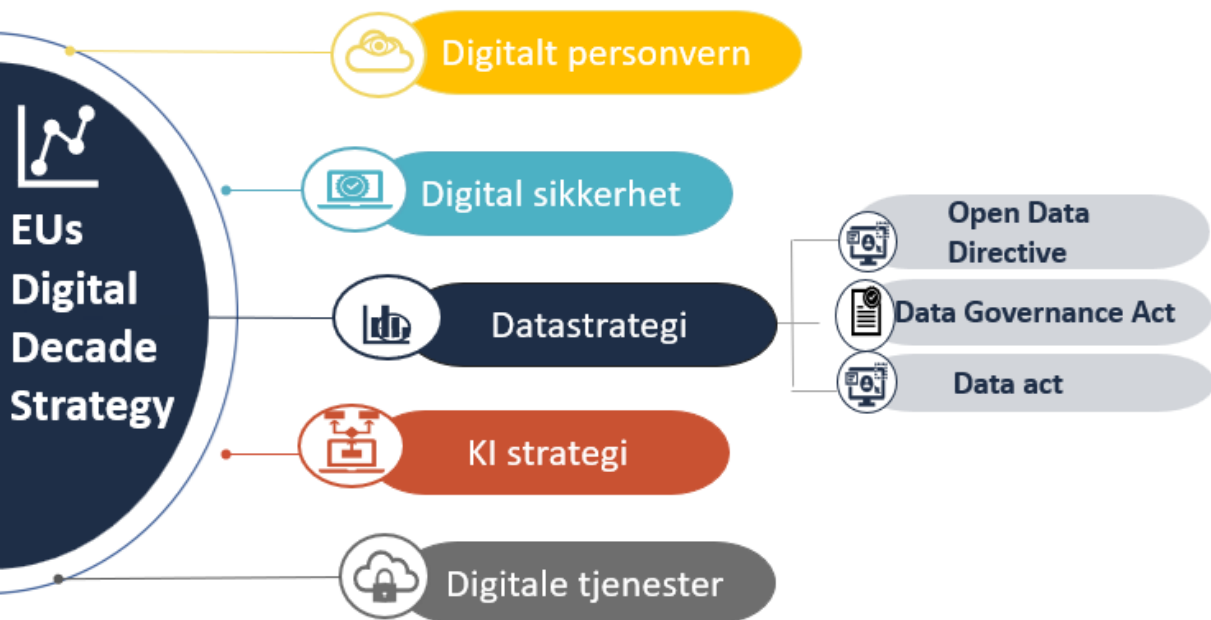 EUs
Digital
Decade
Strategy
Digitalt personvern
Digital sikkerhet
Datastrategi
KI strategi
Digitale tjenester
Open Data
Directive
Data Governance Act
Data act